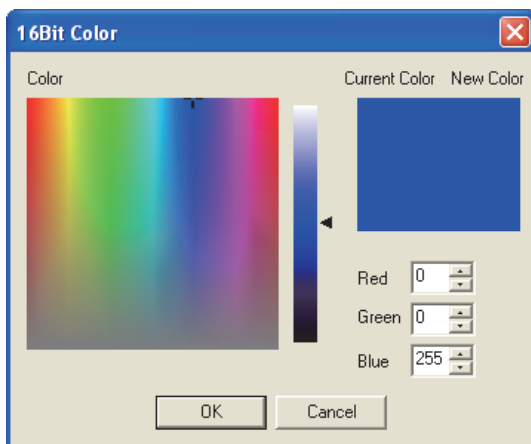 16Bit Color
Color
Current Color New Color
Red 0
Green 0
Blue 255
OK Cancel